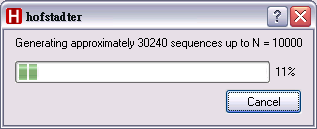 H hofstadter ? X
Generating approximately 30240 sequences up to N = 10000
11%
Cancel